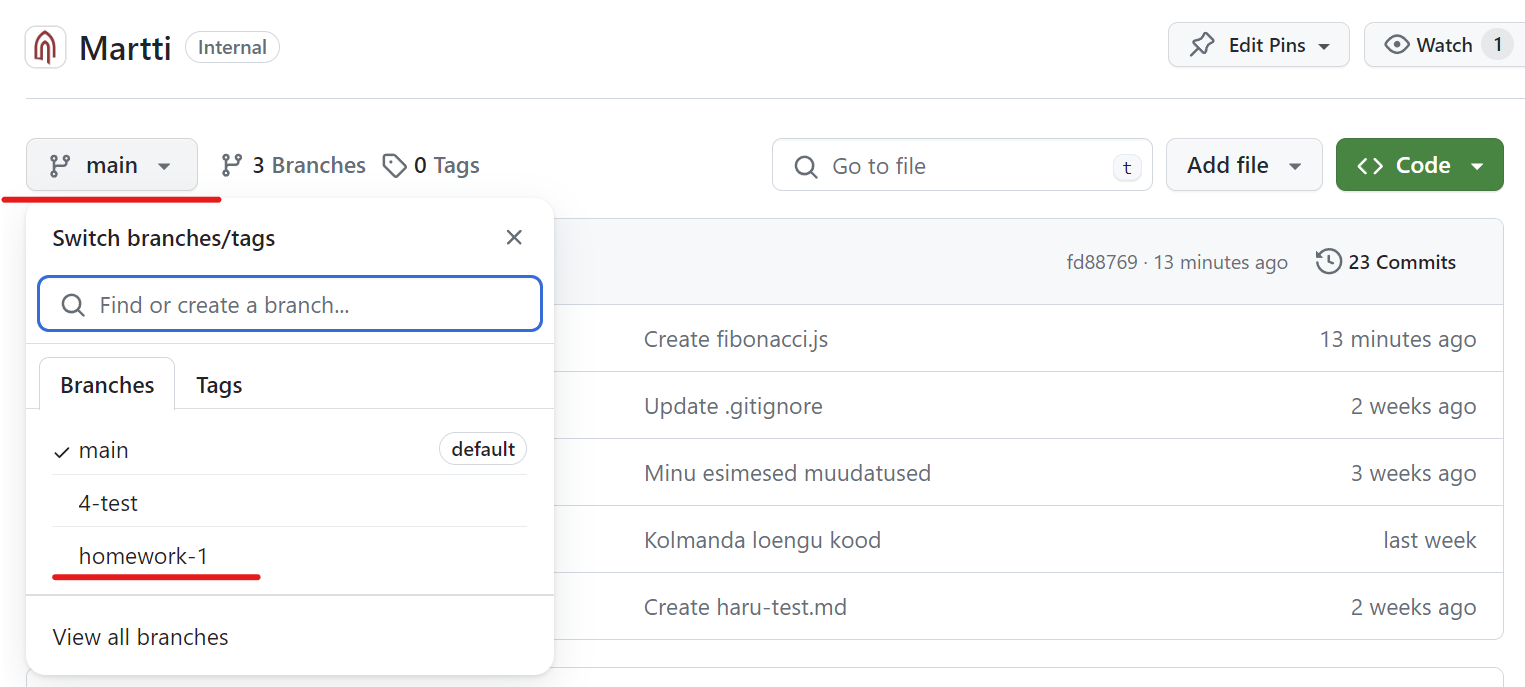 Martti Internal Edit Pins Watch 1
main 3 Branches 0 Tags Go to file t Add file Code
Switch branches/tags
Find or create a branch...
Branches Tags
main default
4-test
homework-1
View all branches
fd88769 · 13 minutes ago 23 Commits
Create fibonacci.js 13 minutes ago
Update .gitignore 2 weeks ago
Minu esimesed muudatused 3 weeks ago
Kolmanda loengu kood last week
Create haru-test.md 2 weeks ago